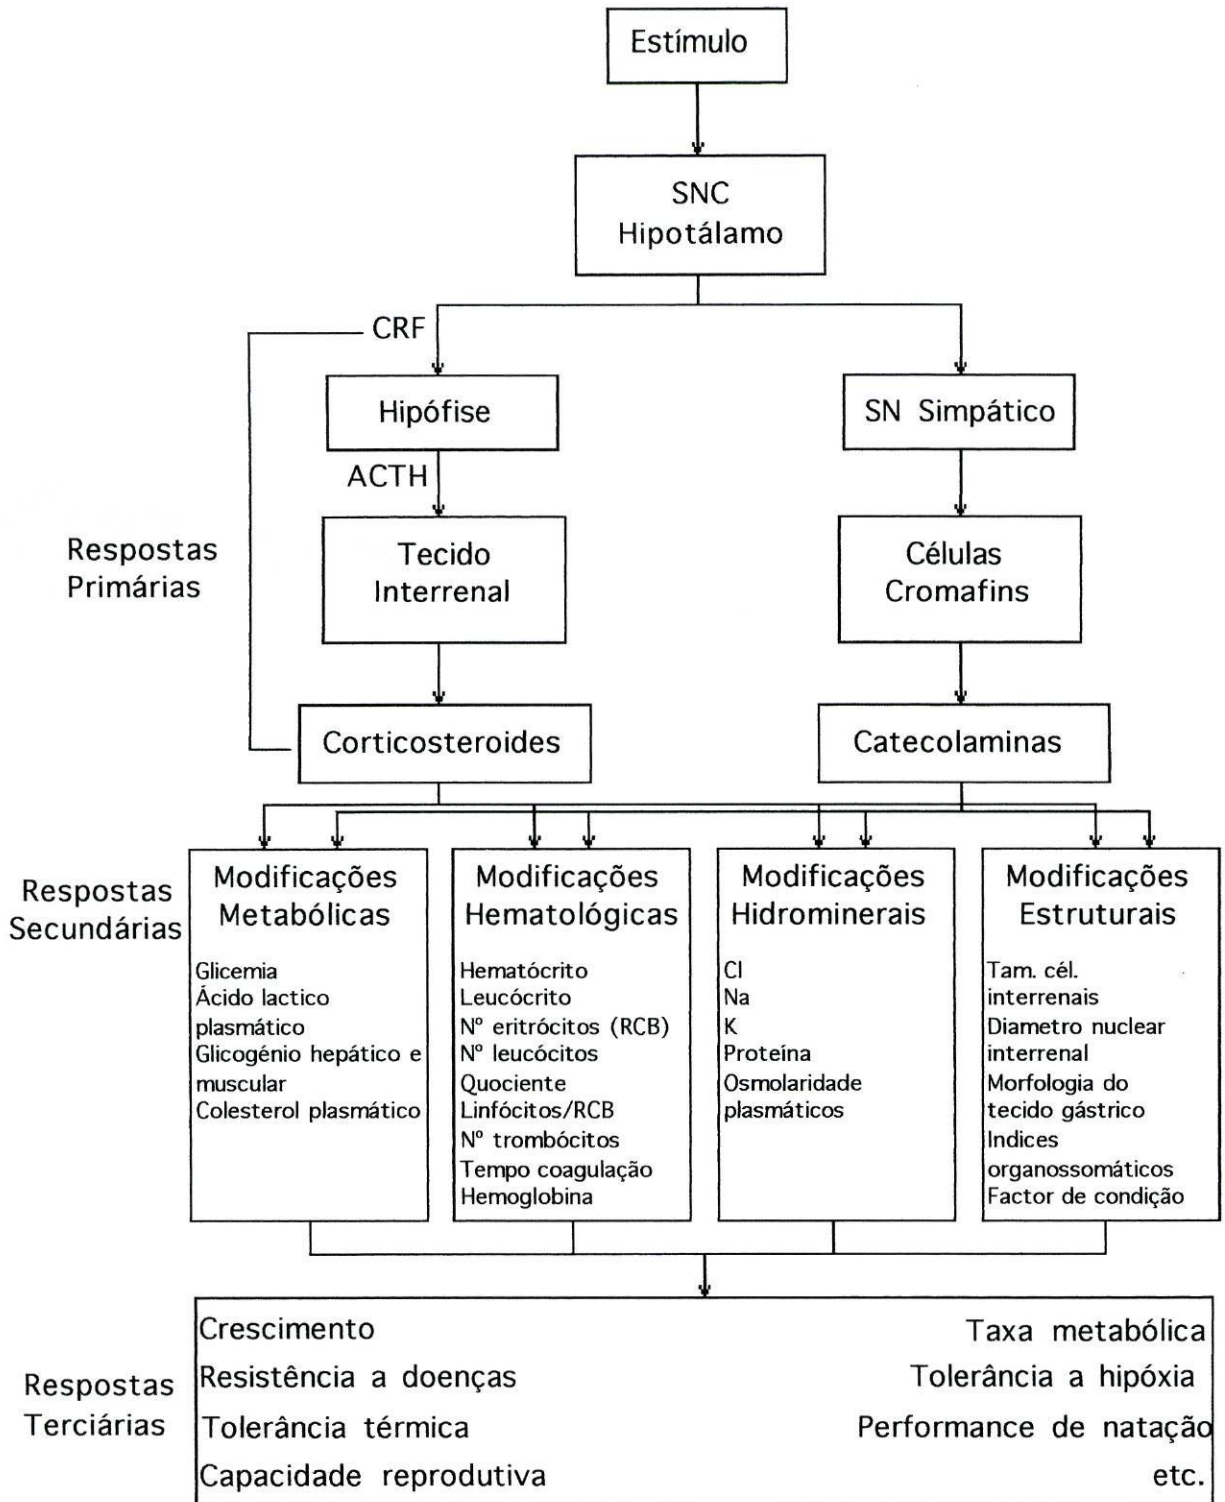 Estímulo
SNC
Hipotálamo
CRF
Hipófise
SN Simpático
ACTH
Respostas
Primárias
Tecido
Interrenal
Células
Cromafins
Corticosteroides
Catecolaminas
Respostas
Secundárias
Modificações
Metabólicas
Glicemia
Ácido lactico
plasmático
Glicogénio hepático e
muscular
Colesterol plasmático
Modificações
Hematológicas
Hematócrito
Leucócrito
Nº eritrócitos (RCB)
Nº leucócitos
Quociente
Linfócitos/RCB
Nº trombócitos
Tempo coagulação
Hemoglobina
Modificações
Hidrominerais
Cl
Na
K
Proteína
Osmolaridade
plasmáticos
Modificações
Estruturais
Tam. cél.
interrenais
Diametro nuclear
interrenal
Morfologia do
tecido gástrico
Indices
organossomáticos
Factor de condição
Respostas
Terciárias
Crescimento
Resistência a doenças
Tolerância térmica
Capacidade reprodutiva
Taxa metabólica
Tolerância a hipóxia
Performance de natação
etc.